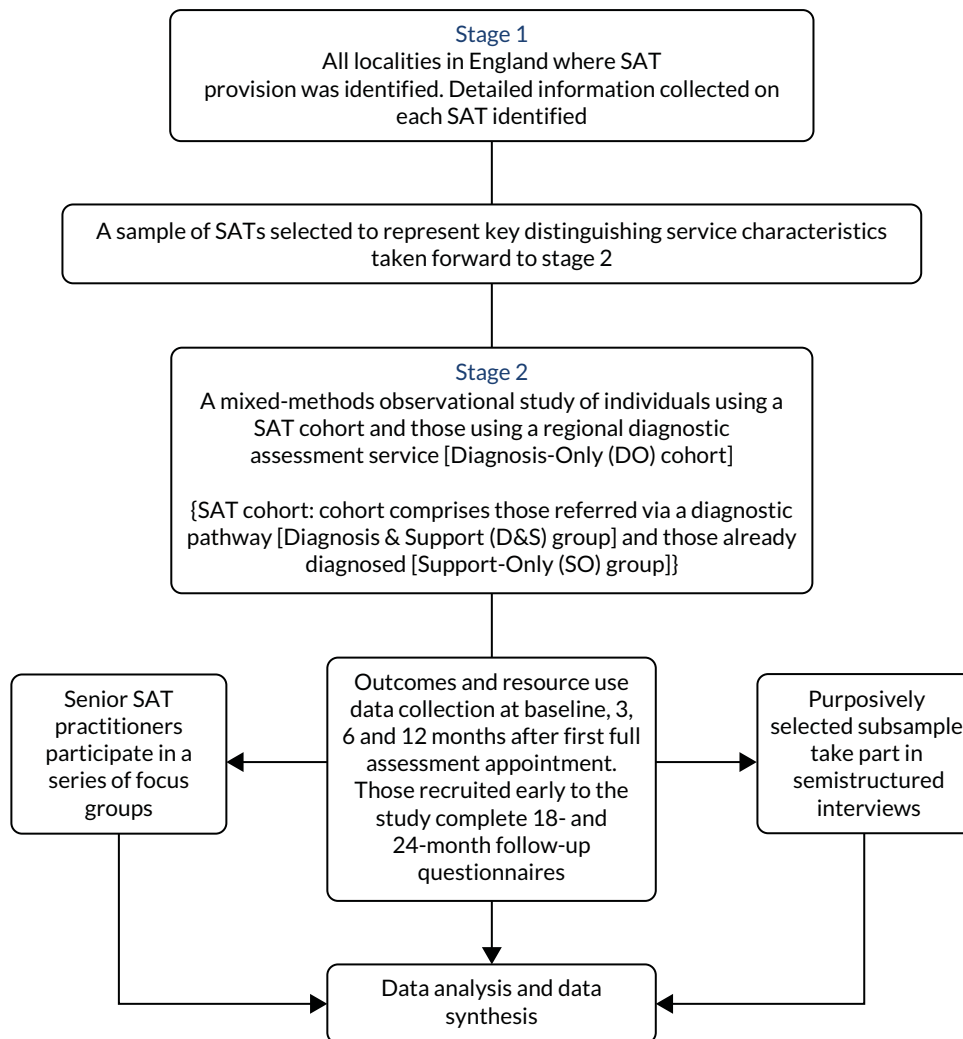 Stage 1
All localities in England where SAT
provision was identified. Detailed information collected on
each SAT identified
A sample of SATs selected to represent key distinguishing service characteristics
taken forward to stage 2
Stage 2
A mixed-methods observational study of individuals using a
SAT cohort and those using a regional diagnostic
assessment service [Diagnosis-Only (DO) cohort]
{SAT cohort: cohort comprises those referred via a diagnostic
pathway [Diagnosis & Support (D&S) group] and those already
diagnosed [Support-Only (SO) group]}
Senior SAT
practitioners
participate in a
series of focus
groups
Outcomes and resource use
data collection at baseline, 3,
6 and 12 months after first full
assessment appointment.
Those recruited early to the
study complete 18- and
24-month follow-up
questionnaires
Purposively
selected subsample
take part in
semistructured
interviews
Data analysis and data
synthesis